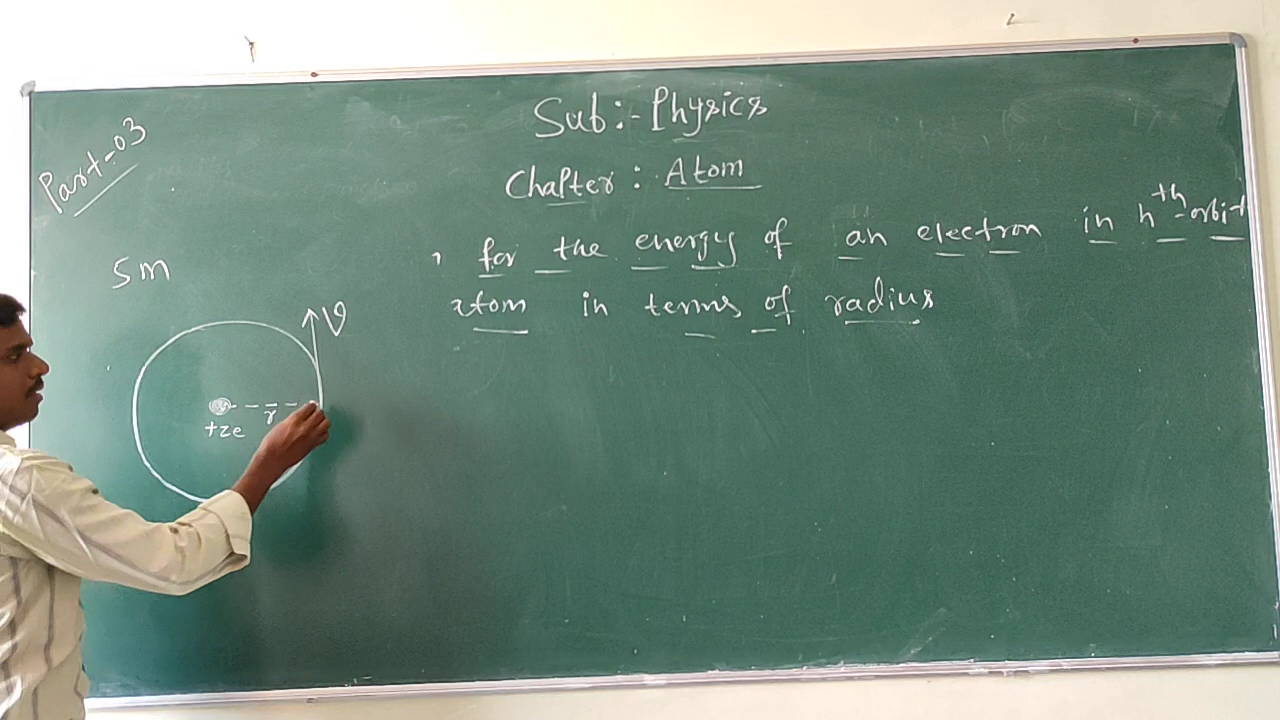 Part-03
Sub:- Physics
Chapter: Atom
for the energy of an electron in nth-orbit
atom in terms of radius
5m
v
r
+ze